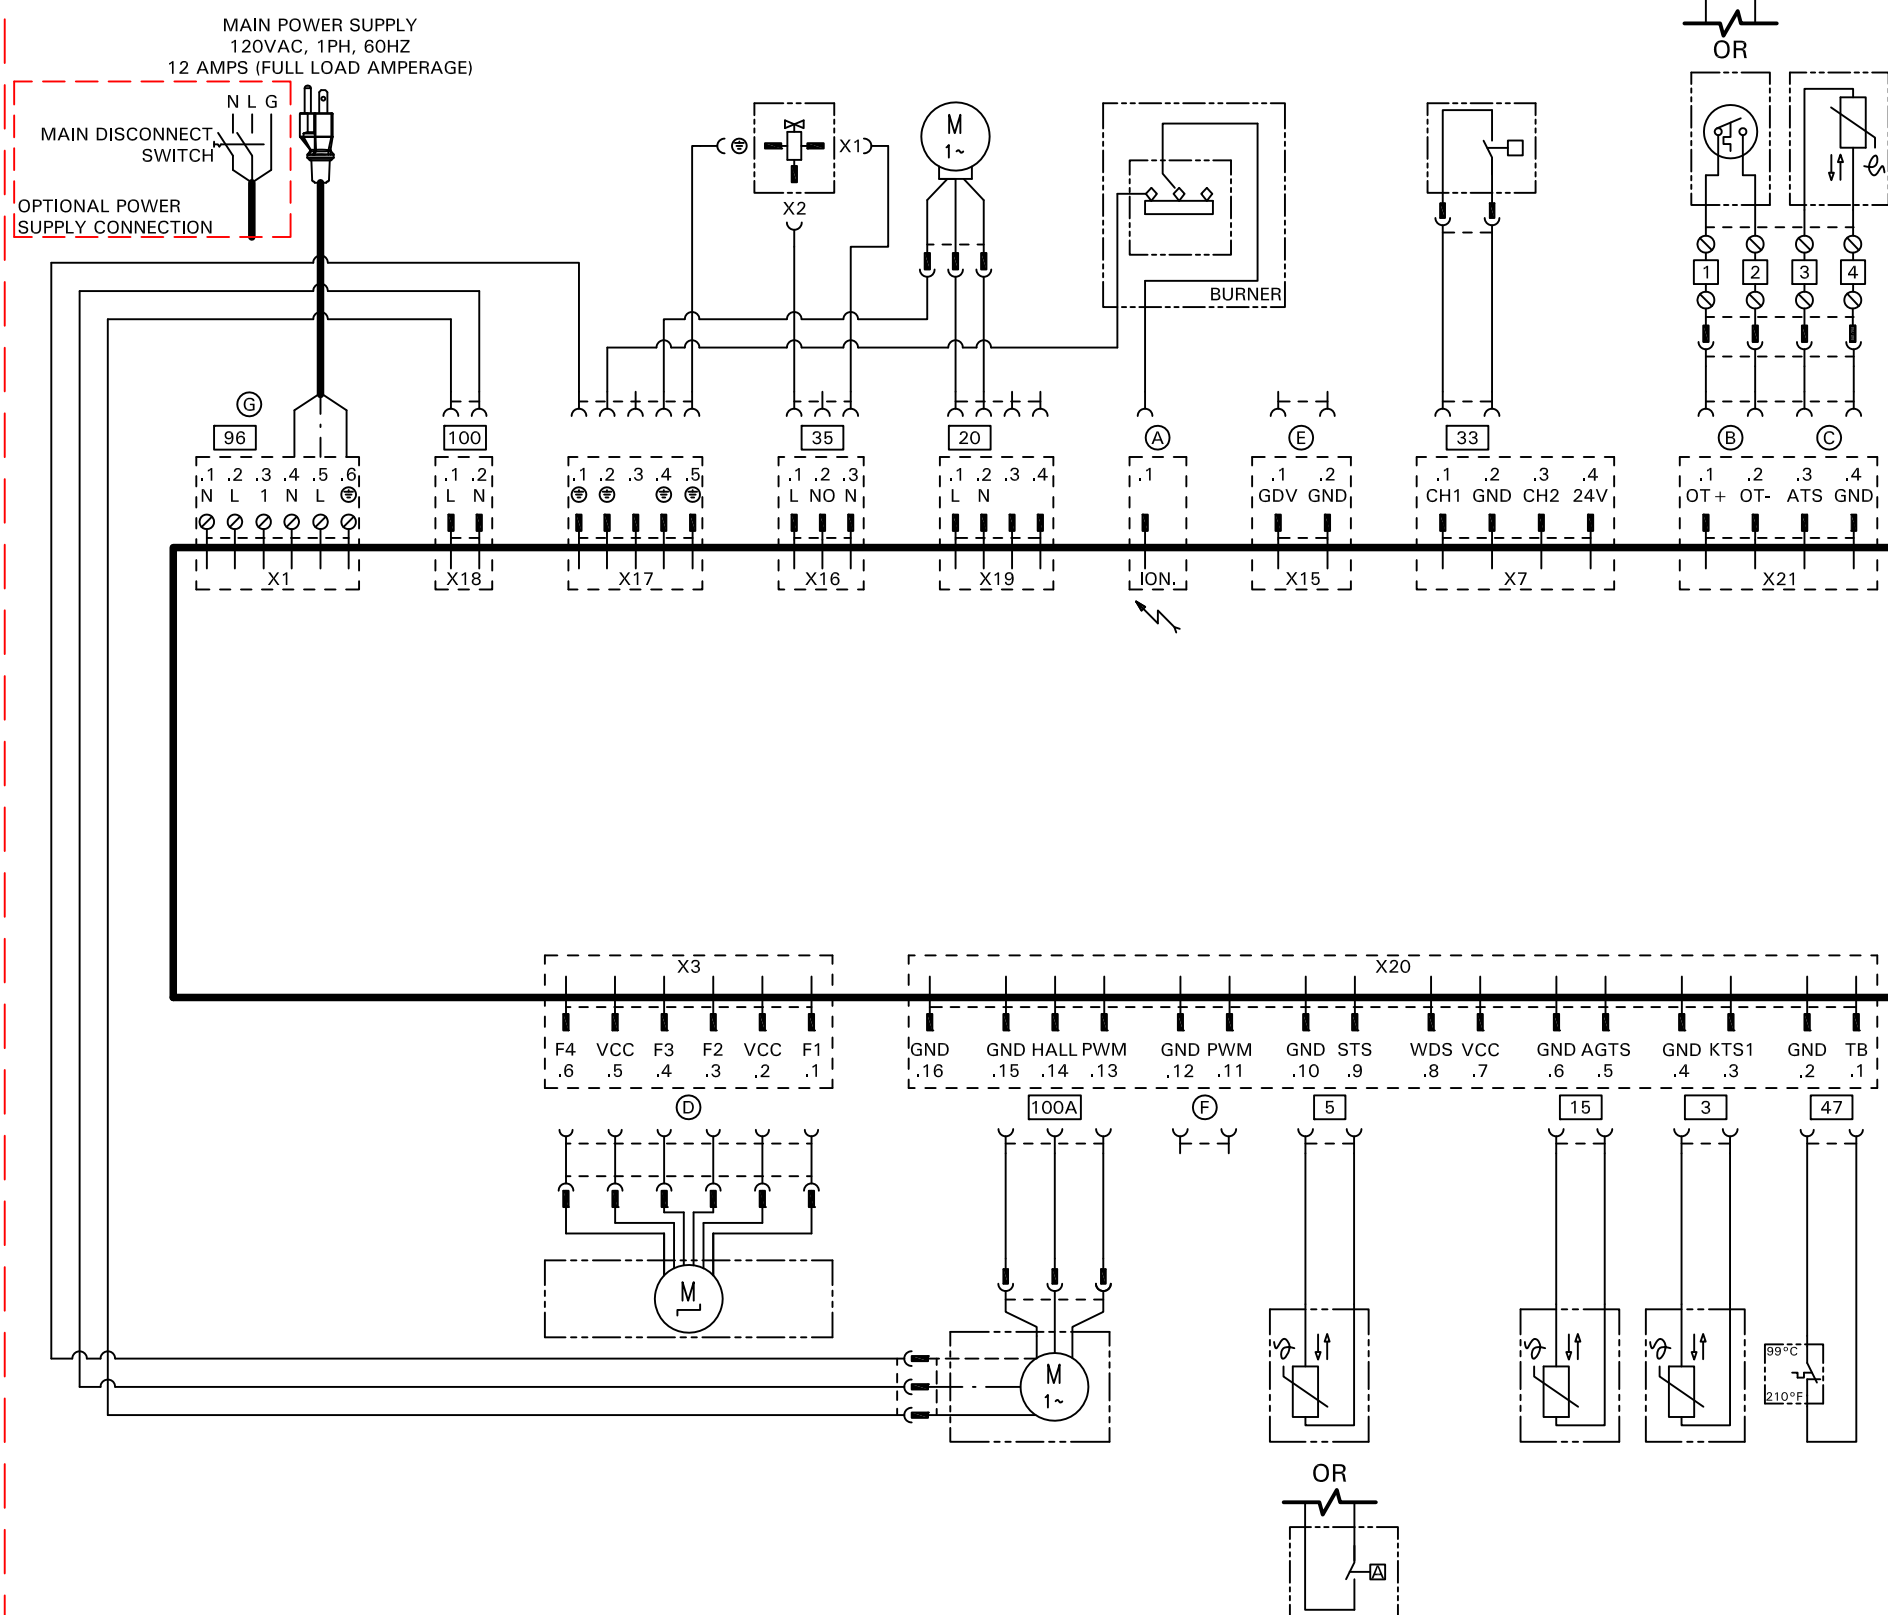 MAIN POWER SUPPLY
120VAC, 1PH, 60HZ
12 AMPS (FULL LOAD AMPERAGE)
OR
N L G
MAIN DISCONNECT
SWITCH
OPTIONAL POWER
SUPPLY CONNECTION
M
1~
X1
X2
BURNER
1 2 3 4
G A E B C
96 100 35 20 33
.1 .2 .3 .4 .5 .6
N L 1 N L
X1
.1 .2
L N
X18
.1 .2 .3 .4 .5
X17
.1 .2 .3
L NO N
X16
.1 .2 .3 .4
L N
X19
.1
ION.
.1 .2
GDV GND
X15
.1 .2 .3 .4
CH1 GND CH2 24V
X7
.1 .2 .3 .4
OT+ OT- ATS GND
X21
X3
F4 VCC F3 F2 VCC F1
.6 .5 .4 .3 .2 .1
X20
GND GND HALL PWM GND PWM GND STS WDS VCC GND AGTS GND KTS1 GND TB
.16 .15 .14 .13 .12 .11 .10 .9 .8 .7 .6 .5 .4 .3 .2 .1
D 100A F 5 15 3 47
M
M
1~
99°C
210°F
OR
A